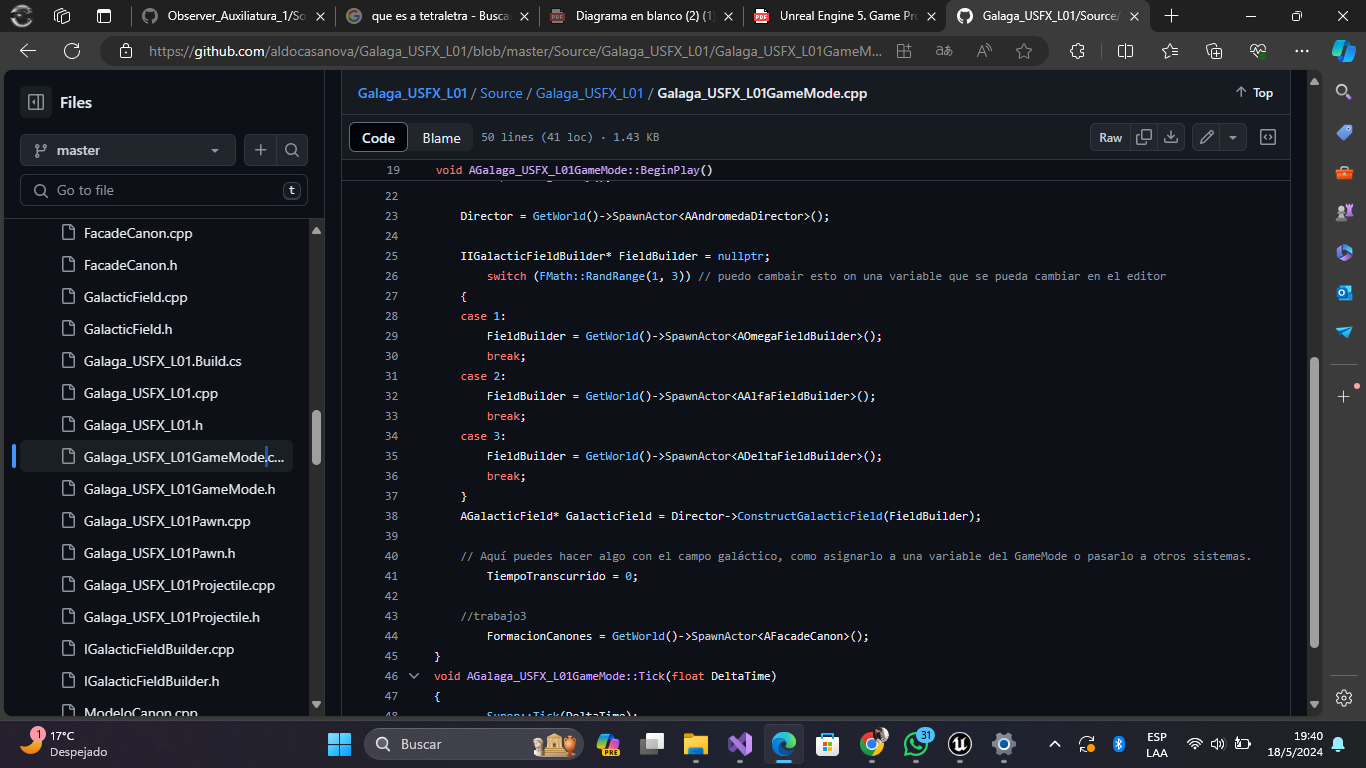 Observer_Auxiliatura_1/So
que es a tetraletra - Busca
Diagrama en blanco (2) (1)
Unreal Engine 5. Game Pr
Galaga_USFX_L01/Source/
https://github.com/aldocasanova/Galaga_USFX_L01/blob/master/Source/Galaga_USFX_L01/Galaga_USFX_L01GameM...
Files
master
Go to file
t
FacadeCanon.cpp
FacadeCanon.h
GalacticField.cpp
GalacticField.h
Galaga_USFX_L01.Build.cs
Galaga_USFX_L01.cpp
Galaga_USFX_L01.h
Galaga_USFX_L01GameMode.c...
Galaga_USFX_L01GameMode.h
Galaga_USFX_L01Pawn.cpp
Galaga_USFX_L01Pawn.h
Galaga_USFX_L01Projectile.cpp
Galaga_USFX_L01Projectile.h
IGalacticFieldBuilder.cpp
IGalacticFieldBuilder.h
ModeloCanon.cpp
Galaga_USFX_L01 / Source / Galaga_USFX_L01 / Galaga_USFX_L01GameMode.cpp
Top
Code Blame 50 lines (41 loc) · 1.43 KB
Raw
19 void AGalaga_USFX_L01GameMode::BeginPlay()
22
23 Director = GetWorld()->SpawnActor<AAndromedaDirector>();
24
25 IIGalacticFieldBuilder* FieldBuilder = nullptr;
26 switch (FMath::RandRange(1, 3)) // puedo cambair esto on una variable que se pueda cambiar en el editor
27 {
28 case 1:
29 FieldBuilder = GetWorld()->SpawnActor<AOmegaFieldBuilder>();
30 break;
31 case 2:
32 FieldBuilder = GetWorld()->SpawnActor<AAlfaFieldBuilder>();
33 break;
34 case 3:
35 FieldBuilder = GetWorld()->SpawnActor<ADeltaFieldBuilder>();
36 break;
37 }
38 AGalacticField* GalacticField = Director->ConstructGalacticField(FieldBuilder);
39
40 // Aquí puedes hacer algo con el campo galáctico, como asignarlo a una variable del GameMode o pasarlo a otros sistemas.
41 TiempoTranscurrido = 0;
42
43 //trabajo3
44 FormacionCanones = GetWorld()->SpawnActor<AFacadeCanon>();
45 }
46 void AGalaga_USFX_L01GameMode::Tick(float DeltaTime)
47 {
48 Super::Tick(DeltaTime);
1
17°C
Despejado
Buscar
PRE
31
ESP
LAA
19:40
18/5/2024